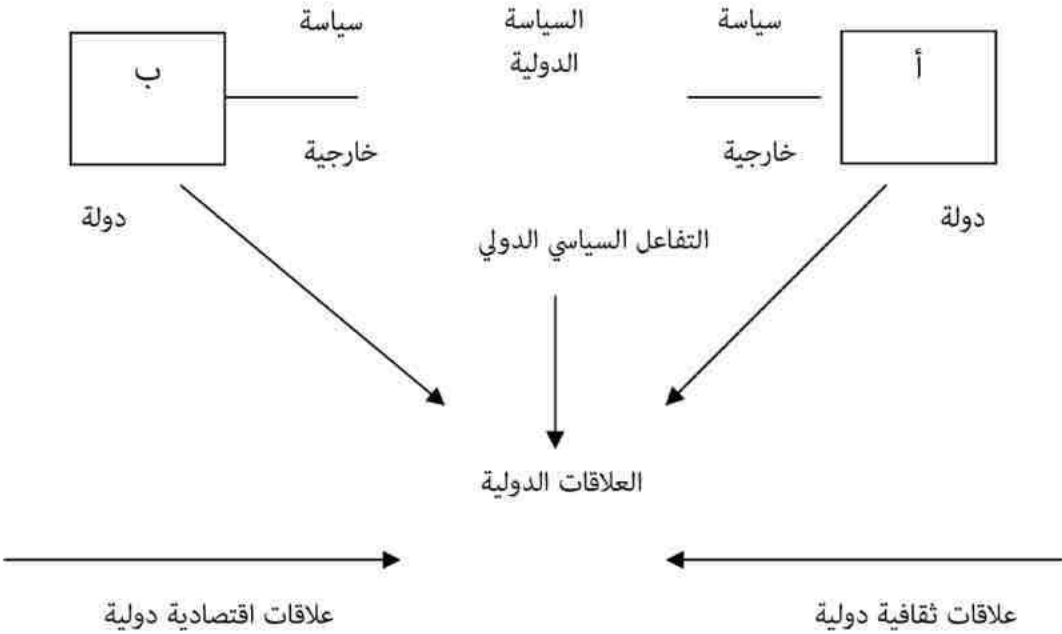 سياسة
السياسة
سياسة
الدولية
أ
ب
خارجية
خارجية
دولة
دولة
التفاعل السياسي الدولي
العلاقات الدولية
علاقات ثقافية دولية
علاقات اقتصادية دولية